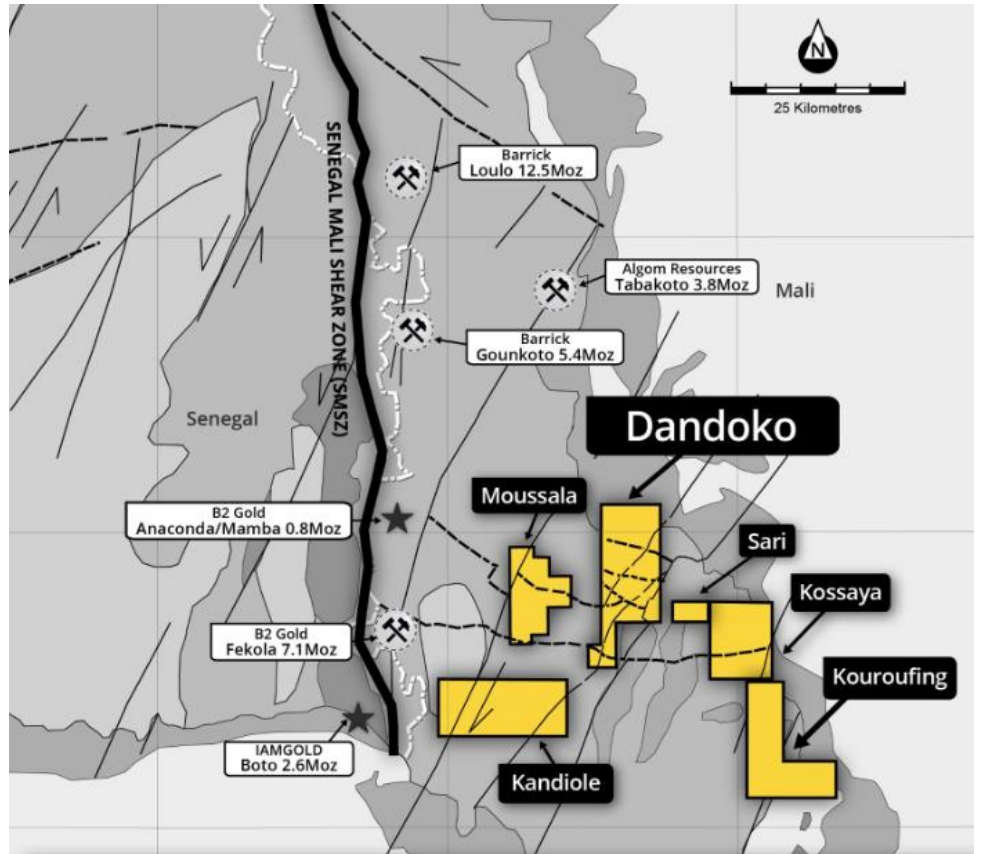 N
25 Kilometres
SENEGAL MALI SHEAR ZONE (SMSZ)
Barrick
Loulo 12.5Moz
Algom Resources
Tabakoto 3.8Moz
Mali
Barrick
Gounkoto 5.4Moz
Senegal
Dandoko
Moussala
B2 Gold
Anaconda/Mamba 0.8Moz
Sari
Kossaya
B2 Gold
Fekola 7.1Moz
Kouroufing
IAMGOLD
Boto 2.6Moz
Kandiole